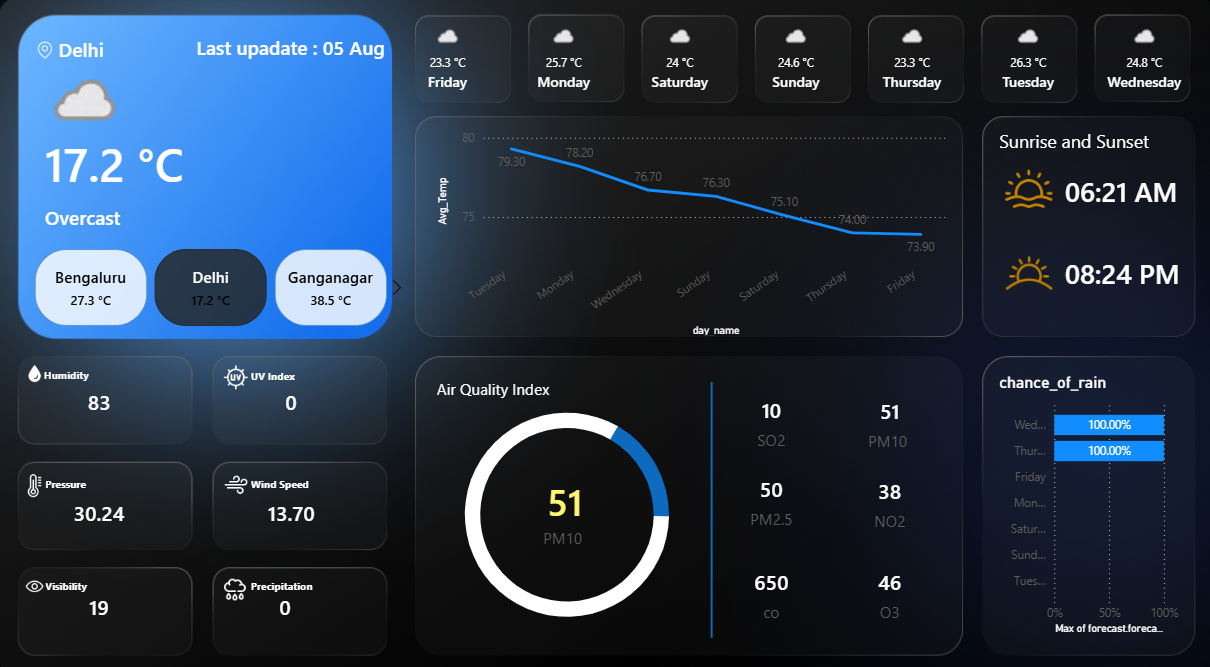 Delhi
Last upadate : 05 Aug
17.2 °C
Overcast
Bengaluru
27.3 °C
Delhi
17.2 °C
Ganganagar
38.5 °C
23.3 °C
Friday
25.7 °C
Monday
24 °C
Saturday
24.6 °C
Sunday
23.3 °C
Thursday
26.3 °C
Tuesday
24.8 °C
Wednesday
80
75
Avg_Temp
79.30
78.20
76.70
76.30
75.10
74.00
73.90
Tuesday
Monday
Wednesday
Sunday
Saturday
Thursday
Friday
day_name
Sunrise and Sunset
06:21 AM
08:24 PM
Humidity
83
UV
UV Index
0
Pressure
30.24
Wind Speed
13.70
Visibility
19
Precipitation
0
Air Quality Index
51
PM10
10
SO2
51
PM10
50
PM2.5
38
NO2
650
co
46
O3
chance_of_rain
Wed...
100.00%
Thur...
100.00%
Friday
Mon...
Satur...
Sund...
Tues...
0%
50%
100%
Max of forecast.foreca...